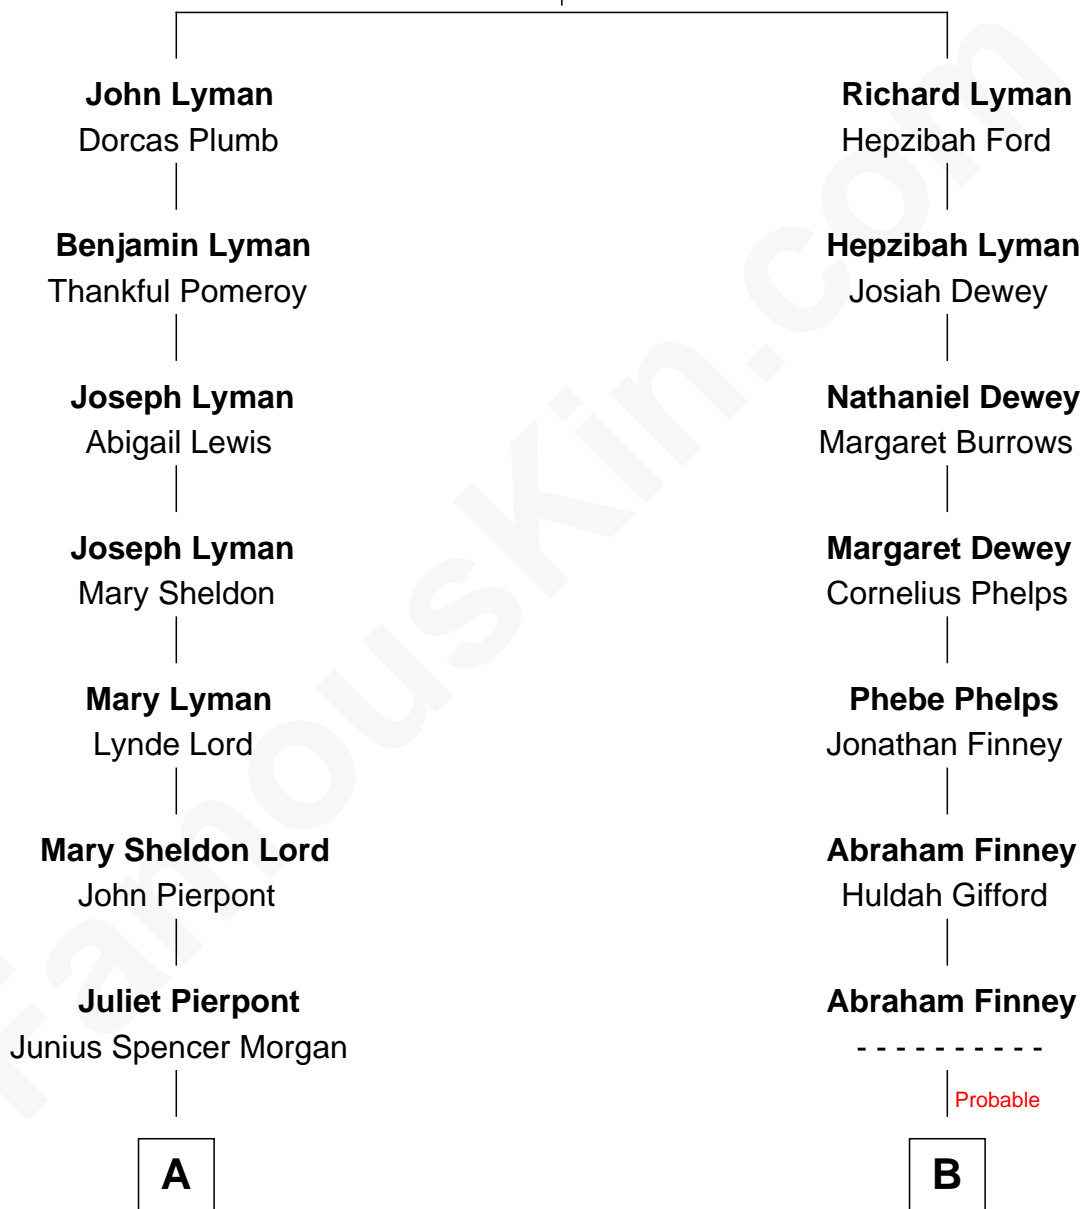 John Lyman
Dorcas Plumb
Richard Lyman
Hepzibah Ford
Benjamin Lyman
Thankful Pomeroy
Hepzibah Lyman
Josiah Dewey
Joseph Lyman
Abigail Lewis
Nathaniel Dewey
Margaret Burrows
Joseph Lyman
Mary Sheldon
Margaret Dewey
Cornelius Phelps
Mary Lyman
Lynde Lord
Phebe Phelps
Jonathan Finney
Mary Sheldon Lord
John Pierpont
Abraham Finney
Huldah Gifford
Juliet Pierpont
Junius Spencer Morgan
Abraham Finney
- - - - - - - - - -
Probable
A
B
FamousKin.com